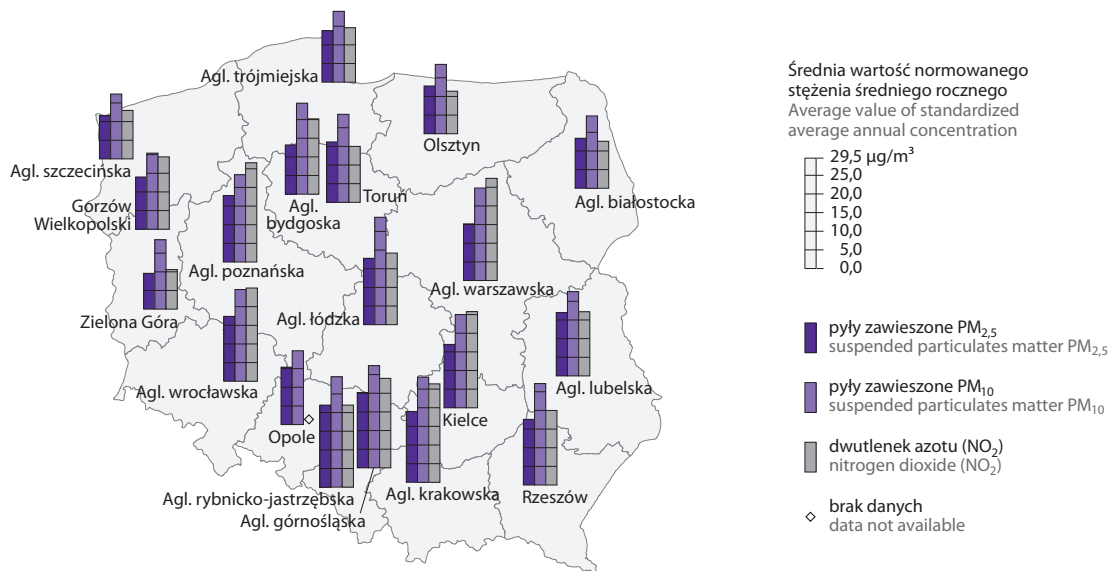 Agl. trójmiejska
Olsztyn
Agl. szczecińska
Gorzów
Wielkopolski
Agl.
bydgoska
Toruń
Agl. białostocka
Agl. poznańska
Agl. warszawska
Zielona Góra
Agl. łódzka
Agl. wrocławska
Agl. lubelska
Kielce
Opole
Agl. rybnicko-jastrzębska
Agl. górnośląska
Agl. krakowska
Rzeszów
Średnia wartość normowanego
stężenia średniego rocznego
Average value of standardized
average annual concentration
29,5 µg/m³
25,0
20,0
15,0
10,0
5,0
0,0
pyły zawieszone PM2,5
suspended particulates matter PM2,5
pyły zawieszone PM10
suspended particulates matter PM10
dwutlenek azotu (NO2)
nitrogen dioxide (NO2)
brak danych
data not available